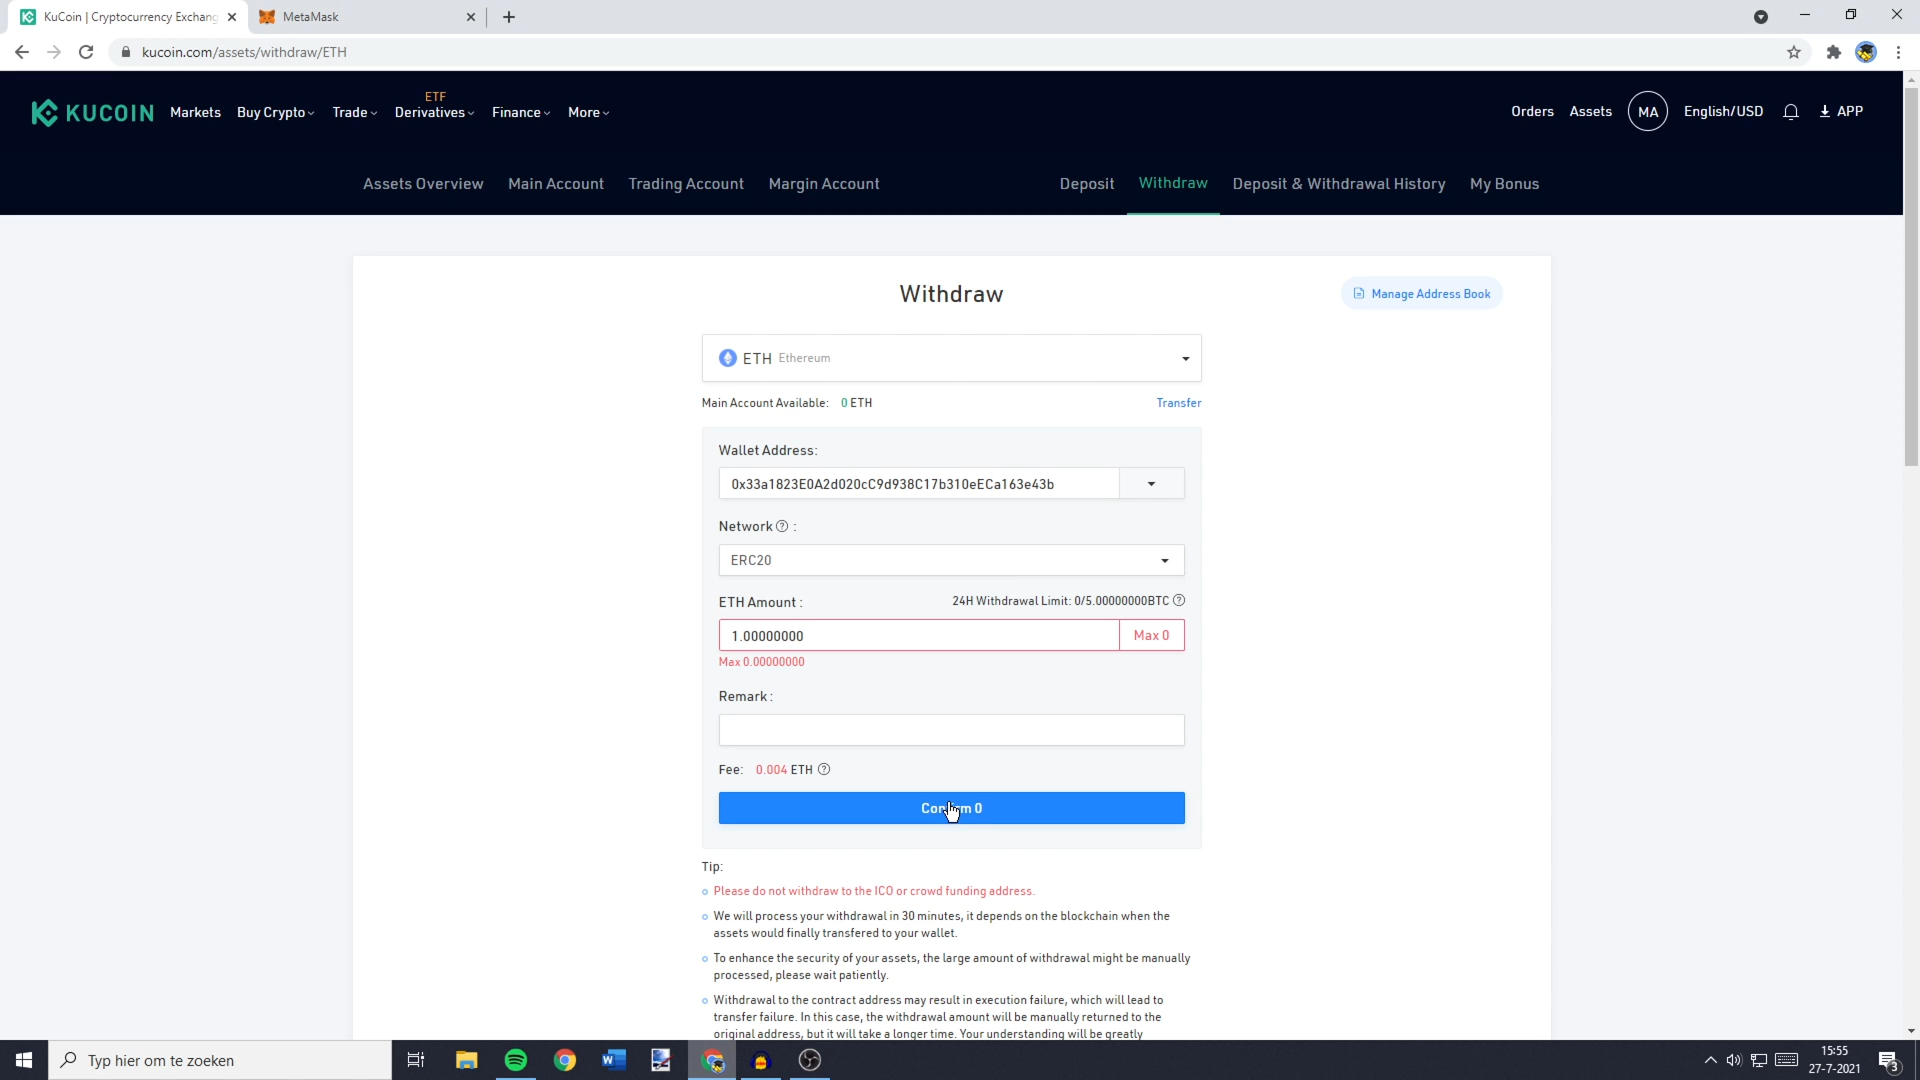 KuCoin | Cryptocurrency Exchang
MetaMask
kucoin.com/assets/withdraw/ETH
KUCOIN
Markets
Buy Crypto
Trade
ETF
Derivatives
Finance
More
Orders
Assets
MA
English/USD
APP
Assets Overview
Main Account
Trading Account
Margin Account
Deposit
Withdraw
Deposit & Withdrawal History
My Bonus
Withdraw
Manage Address Book
ETH Ethereum
Main Account Available: 0 ETH
Transfer
Wallet Address:
0x33a1823E0A2d020cC9d938C17b310eECa163e43b
Network ? :
ERC20
ETH Amount :
24H Withdrawal Limit: 0/5.00000000BTC ?
1.00000000
Max 0
Max 0.00000000
Remark :
Fee: 0.004 ETH ?
0
Tip:
Please do not withdraw to the ICO or crowd funding address.
We will process your withdrawal in 30 minutes, it depends on the blockchain when the
assets would finally transfered to your wallet.
To enhance the security of your assets, the large amount of withdrawal might be manually
processed, please wait patiently.
Withdrawal to the contract address may result in execution failure, which will lead to
transfer failure. In this case, the withdrawal amount will be manually returned to the
original address, but it will take a longer time. Your understanding will be greatly
Typ hier om te zoeken
15:55
27-7-2021
3